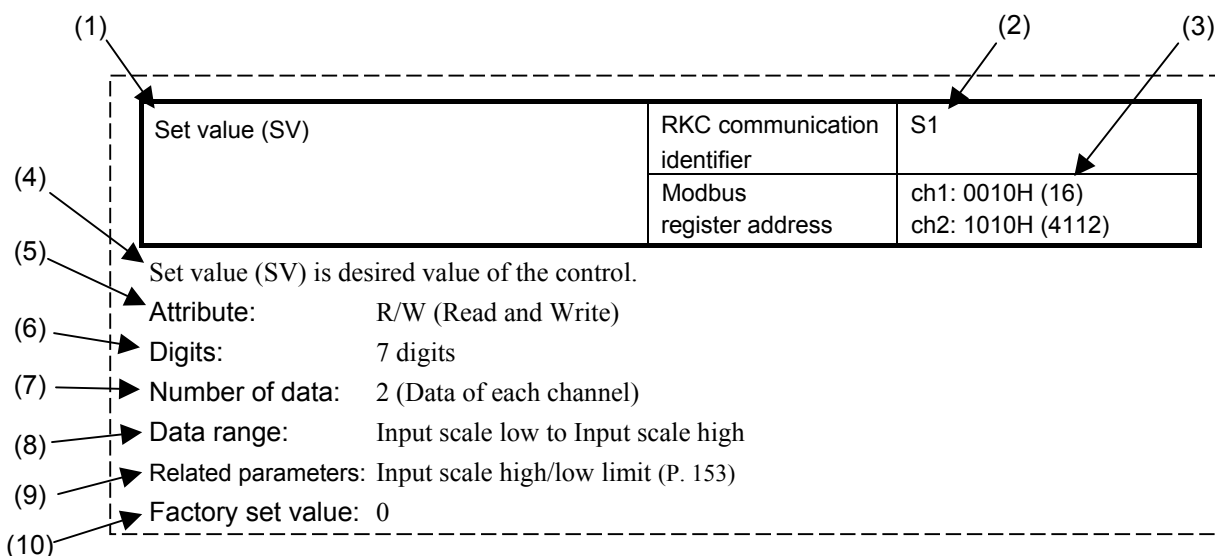 (1)
(2)
(3)
Set value (SV)
RKC communication
identifier
S1
Modbus
register address
ch1: 0010H (16)
ch2: 1010H (4112)
(4)
Set value (SV) is desired value of the control.
(5)
Attribute: R/W (Read and Write)
(6)
Digits: 7 digits
(7)
Number of data: 2 (Data of each channel)
(8)
Data range: Input scale low to Input scale high
(9)
Related parameters: Input scale high/low limit (P. 153)
(10)
Factory set value: 0